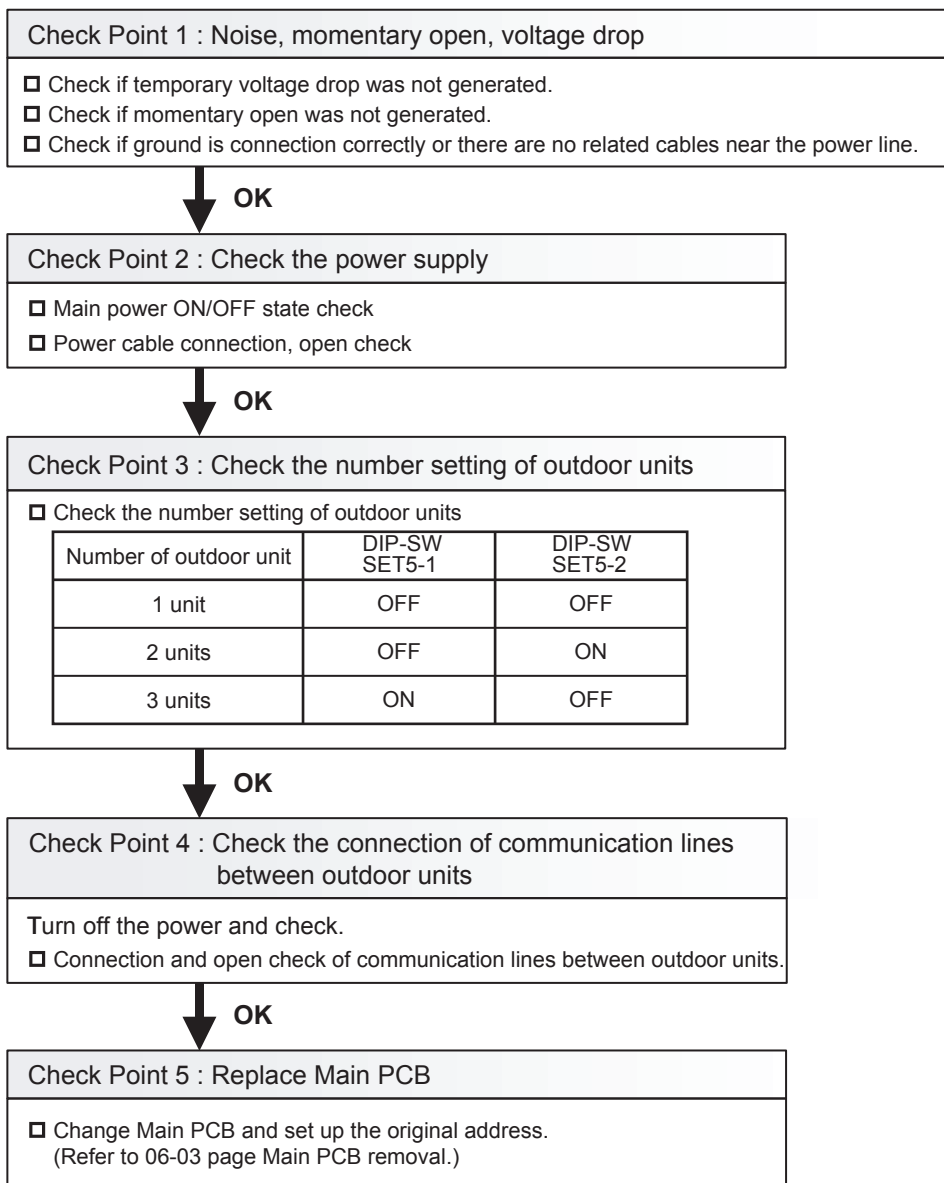 Check Point 1 : Noise, momentary open, voltage drop
Check if temporary voltage drop was not generated.
Check if momentary open was not generated.
Check if ground is connection correctly or there are no related cables near the power line.
OK
Check Point 2 : Check the power supply
Main power ON/OFF state check
Power cable connection, open check
OK
Check Point 3 : Check the number setting of outdoor units
Check the number setting of outdoor units
Number of outdoor unit DIP-SW SET5-1 DIP-SW SET5-2
1 unit OFF OFF
2 units OFF ON
3 units ON OFF
OK
Check Point 4 : Check the connection of communication lines
between outdoor units
Turn off the power and check.
Connection and open check of communication lines between outdoor units.
OK
Check Point 5 : Replace Main PCB
Change Main PCB and set up the original address.
(Refer to 06-03 page Main PCB removal.)